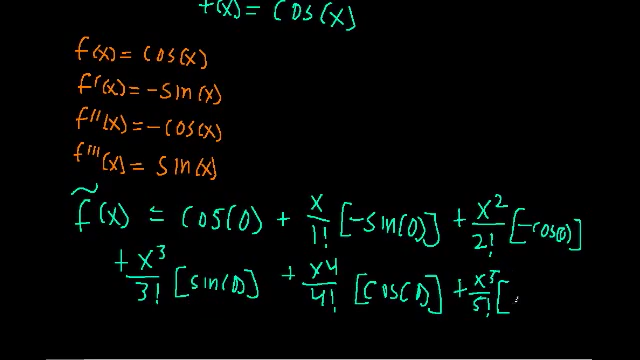 f(x) = cos(x)
f(x) = cos(x)
f'(x) = -sin(x)
f''(x) = -cos(x)
f'''(x) = sin(x)
f̃(x) = cos(0) + x/1! [-sin(0)] + x²/2! [-cos(0)]
+ x³/3! [sin(0)] + x⁴/4! [cos(0)] + x⁵/5! [